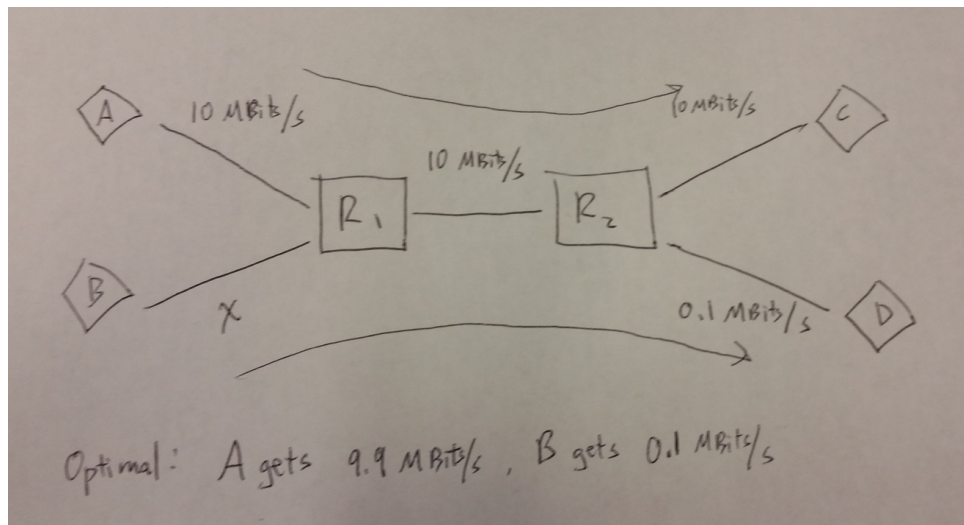 A
10 MBits/s
10 MBits/s
C
10 MBits/s
R1
R2
B
X
0.1 MBits/s
D
Optimal: A gets 9.9 MBits/s, B gets 0.1 MBits/s